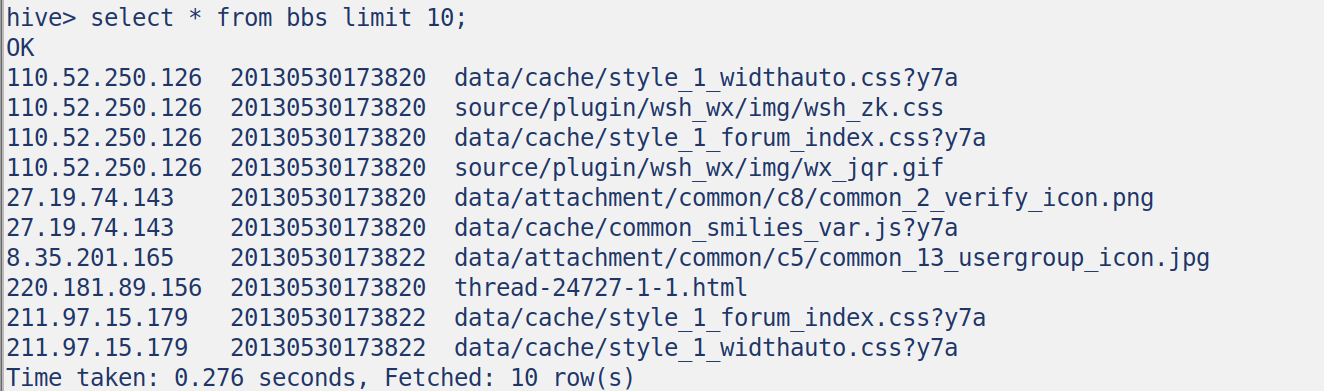 hive> select * from bbs limit 10;
OK
110.52.250.126  20130530173820  data/cache/style_1_widthauto.css?y7a
110.52.250.126  20130530173820  source/plugin/wsh_wx/img/wsh_zk.css
110.52.250.126  20130530173820  data/cache/style_1_forum_index.css?y7a
110.52.250.126  20130530173820  source/plugin/wsh_wx/img/wx_jqr.gif
27.19.74.143    20130530173820  data/attachment/common/c8/common_2_verify_icon.png
27.19.74.143    20130530173820  data/cache/common_smilies_var.js?y7a
8.35.201.165    20130530173822  data/attachment/common/c5/common_13_usergroup_icon.jpg
220.181.89.156  20130530173820  thread-24727-1-1.html
211.97.15.179   20130530173822  data/cache/style_1_forum_index.css?y7a
211.97.15.179   20130530173822  data/cache/style_1_widthauto.css?y7a
Time taken: 0.276 seconds, Fetched: 10 row(s)